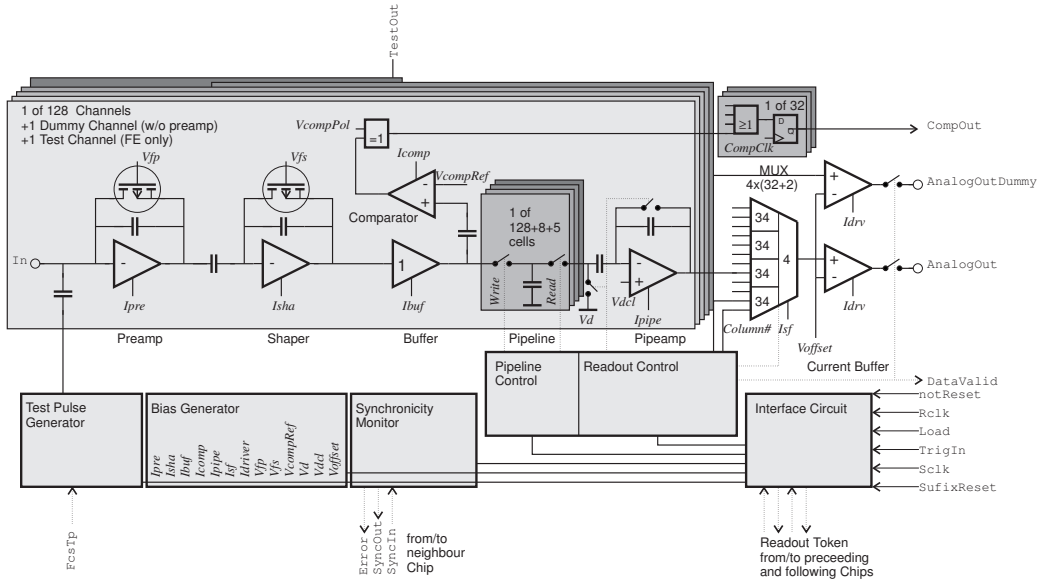 TestOut
1 of 128 Channels
+1 Dummy Channel (w/o preamp)
+1 Test Channel (FE only)
VcompPol
=1
≥1
1 of 32
D
Q
CompClk
CompOut
Vfp
Vfs
Icomp
VcompRef
-
+
Comparator
MUX
4x(32+2)
+
-
AnalogOutDummy
Idrv
1 of
128+8+5
cells
In
-
Ipre
-
Isha
1
Ibuf
Write
Read
Vd
-
+
Vdcl
Ipipe
34
34
34
34
4
Column#
Isf
+
-
AnalogOut
Idrv
Voffset
Preamp
Shaper
Buffer
Pipeline
Pipeamp
Current Buffer
Pipeline
Control
Readout Control
DataValid
Test Pulse
Generator
Bias Generator
Ipre
Isha
Ibuf
Icomp
Ipipe
Isf
Idriver
Vfp
Vfs
VcompRef
Vd
Vdcl
Voffset
Synchronicity
Monitor
Interface Circuit
notReset
Rclk
Load
TrigIn
Sclk
SufixReset
FcsTp
Error
SyncOut
SyncIn
from/to
neighbour
Chip
Readout Token
from/to preceeding
and following Chips